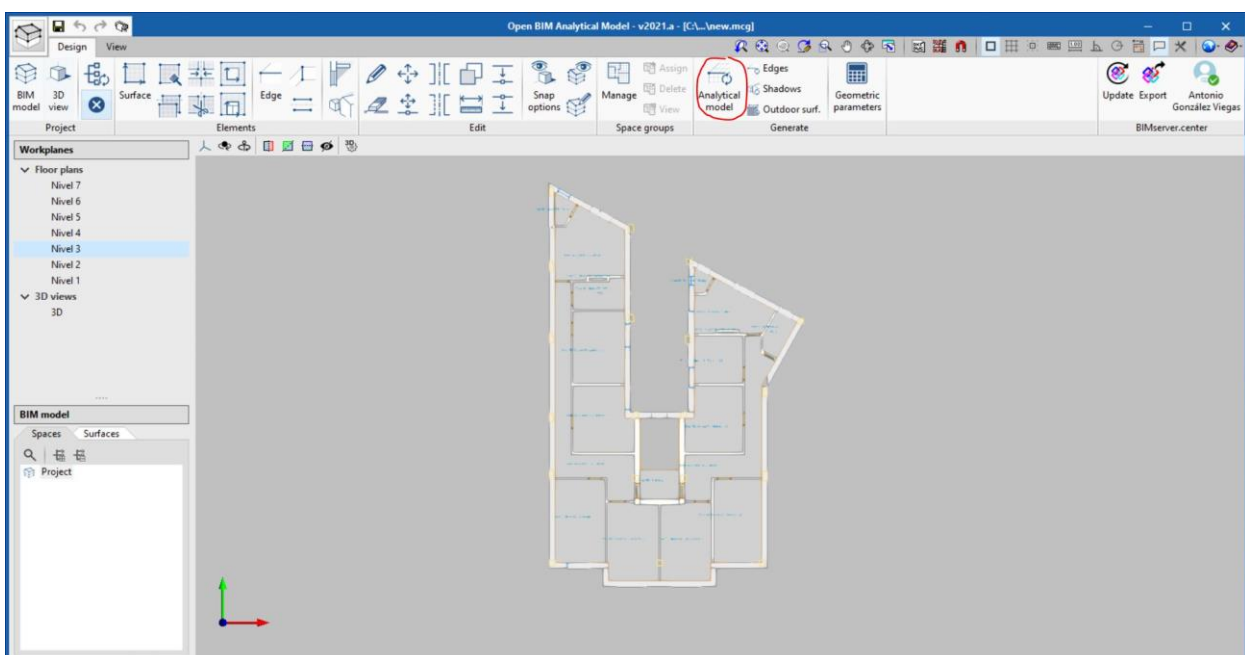 Open BIM Analytical Model - v2021.a - [C:\...\new.mcg]
Design View
BIM model
3D view
Surface
Edge
Snap options
Manage
Assign
Delete
View
Analytical model
Edges
Shadows
Outdoor surf.
Geometric parameters
Update
Export
Antonio González Viegas
Project
Elements
Edit
Space groups
Generate
BIMserver.center
Workplanes
Floor plans
Nivel 7
Nivel 6
Nivel 5
Nivel 4
Nivel 3
Nivel 2
Nivel 1
3D views
3D
BIM model
Spaces Surfaces
Project